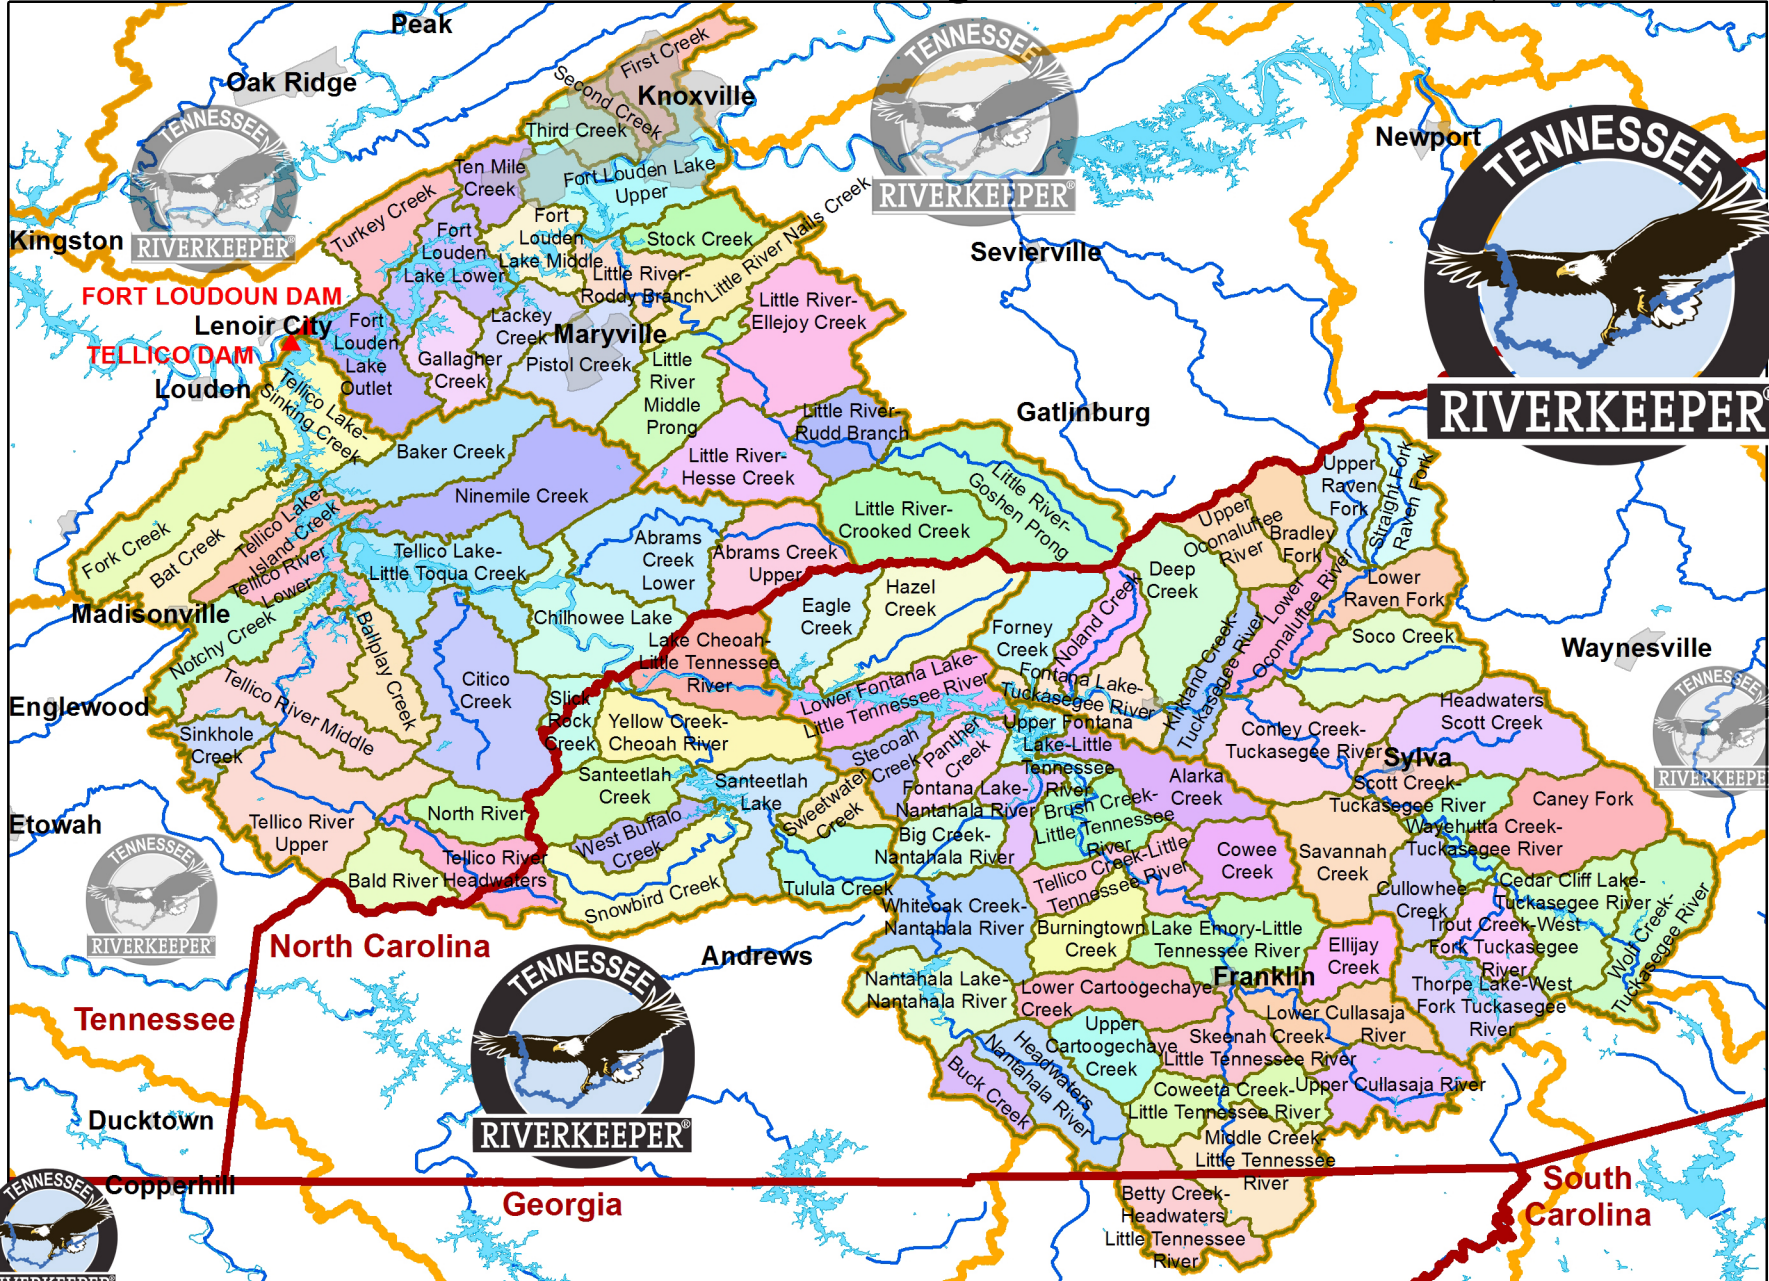 Peak
Oak Ridge
First Creek
Second Creek
Knoxville
Third Creek
TENNESSEE
RIVERKEEPER®
TENNESSEE
RIVERKEEPER®
Newport
TENNESSEE
RIVERKEEPER®
Ten Mile
Creek
Fort Louden Lake
Upper
Turkey Creek
Kingston
Fort
Louden
Lake Lower
Fort
Louden
Lake Middle
Stock Creek
Little River Nails Creek
Sevierville
Little River-
Roddy Branch
Little River-
Ellejoy Creek
FORT LOUDOUN DAM
Lenoir City
TELLICO DAM
Loudon
Fort
Louden
Lake
Outlet
Lackey
Creek
Maryville
Gallagher
Creek
Pistol Creek
Little
River
Middle
Prong
Tellico Lake-
Sinking Creek
Little River-
Rudd Branch
Gatlinburg
Baker Creek
Little River-
Hesse Creek
Ninemile Creek
Little River-
Crooked Creek
Little River-
Goshen Prong
Upper
Raven
Fork
Straight Fork
Raven Fork
Upper
Oconaluftee
River
Bradley
Fork
Fork Creek
Bat Creek
Tellico Lake-
Island Creek
Tellico River
Lower
Tellico Lake-
Little Toqua Creek
Abrams
Creek
Lower
Abrams Creek
Upper
Deep
Creek
Lower
Raven Fork
Lower
Oconaluftee River
Madisonville
Notchy Creek
Ballplay Creek
Chilhowee Lake
Eagle
Creek
Hazel
Creek
Forney
Creek
Noland Creek
Kirkland Creek-
Tuckasegee River
Soco Creek
Waynesville
Lake Cheoah-
Little Tennessee
River
Lower Fontana Lake-
Little Tennessee River
Fontana Lake-
Tuckasegee River
Englewood
Tellico River Middle
Citico
Creek
Slick
Rock
Creek
Yellow Creek-
Cheoah River
Sinkhole
Creek
Stecoah
Creek
Panther
Creek
Upper Fontana
Lake-Little
Tennessee
River
Conley Creek-
Tuckasegee River
Headwaters
Scott Creek
Sylva
TENNESSEE
RIVERKEEPE
Santeetlah
Creek
Santeetlah
Lake
Sweetwater
Creek
Fontana Lake-
Nantahala River
Brush Creek-
Little Tennessee
River
Alarka
Creek
Scott Creek-
Tuckasegee River
Caney Fork
Etowah
Tellico River
Upper
North River
West Buffalo
Creek
Big Creek-
Nantahala River
Wayehutta Creek-
Tuckasegee River
TENNESSEE
RIVERKEEPER®
Bald River
Tellico River
Headwaters
Snowbird Creek
Tulula Creek
Tellico Creek-Little
Tennessee River
Cowee
Creek
Savannah
Creek
Cullowhee
Creek
Cedar Cliff Lake-
Tuckasegee River
Wolf Creek-
Tuckasegee River
North Carolina
Andrews
Whiteoak Creek-
Nantahala River
Burningtown
Creek
Lake Emory-Little
Tennessee River
Ellijay
Creek
Trout Creek-West
Fork Tuckasegee
River
Franklin
Nantahala Lake-
Nantahala River
Lower Cartoogechaye
Creek
Thorpe Lake-West
Fork Tuckasegee
River
Tennessee
TENNESSEE
RIVERKEEPER®
Upper
Cartoogechaye
Creek
Skeenah
Creek-
Little Tennessee River
Lower Cullasaja
River
Buck Creek
Headwaters
Nantahala River
Coweeta Creek-
Little Tennessee River
Upper Cullasaja River
Ducktown
Middle Creek-
Little Tennessee
River
Copperhill
Georgia
South
Carolina
Betty Creek-
Headwaters
Little Tennessee
River
TENNESSEE
RIVERKEEPER®